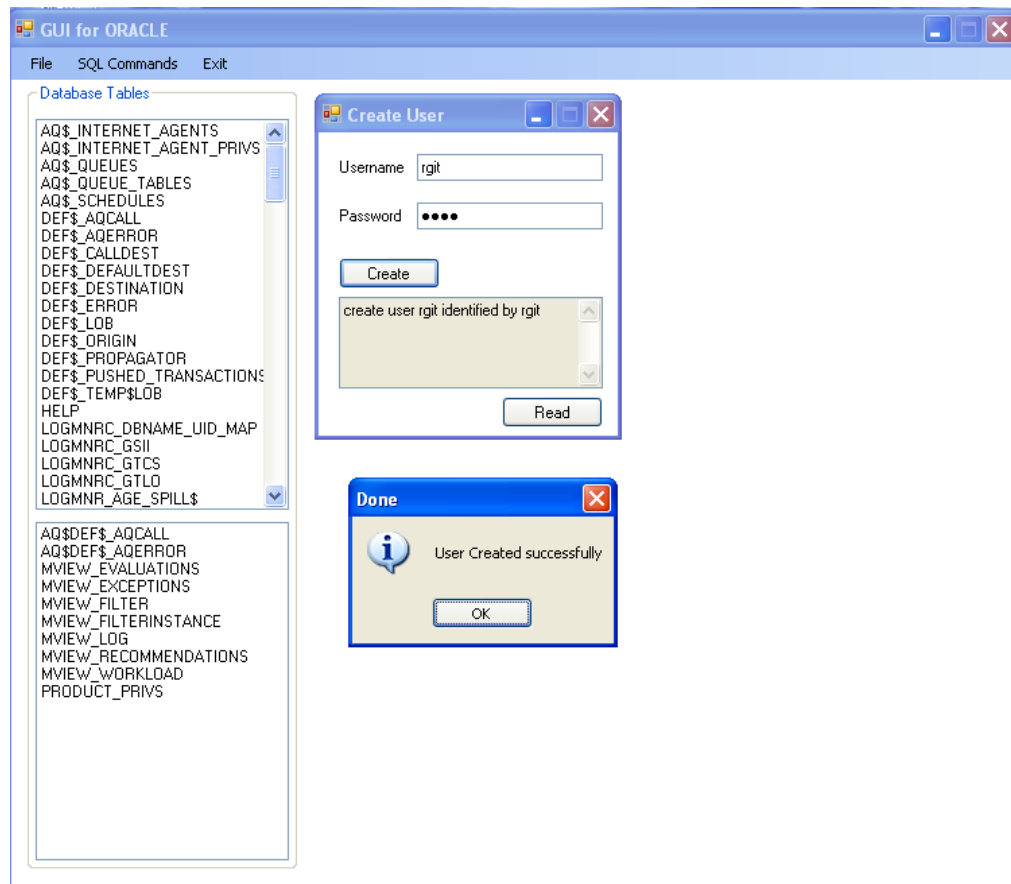 GUI for ORACLE
File SQL Commands Exit
Database Tables
AQ$_INTERNET_AGENTS
AQ$_INTERNET_AGENT_PRIVS
AQ$_QUEUES
AQ$_QUEUE_TABLES
AQ$_SCHEDULES
DEF$_AQCALL
DEF$_AQERROR
DEF$_CALLDEST
DEF$_DEFAULTDEST
DEF$_DESTINATION
DEF$_ERROR
DEF$_LOB
DEF$_ORIGIN
DEF$_PROPAGATOR
DEF$_PUSHED_TRANSACTIONS
DEF$_TEMP$LOB
HELP
LOGMNRC_DBNAME_UID_MAP
LOGMNRC_GSII
LOGMNRC_GTCS
LOGMNRC_GTLO
LOGMNR_AGE_SPILL$
AQ$DEF$_AQCALL
AQ$DEF$_AQERROR
MVIEW_EVALUATIONS
MVIEW_EXCEPTIONS
MVIEW_FILTER
MVIEW_FILTERINSTANCE
MVIEW_LOG
MVIEW_RECOMMENDATIONS
MVIEW_WORKLOAD
PRODUCT_PRIVS
Create User
Username rgit
Password ●●●●
Create
create user rgit identified by rgit
Read
Done
User Created successfully
OK